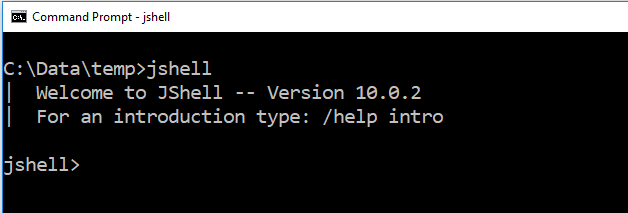 Command Prompt - jshell
C:\Data\temp>jshell
|  Welcome to JShell -- Version 10.0.2
|  For an introduction type: /help intro
jshell>